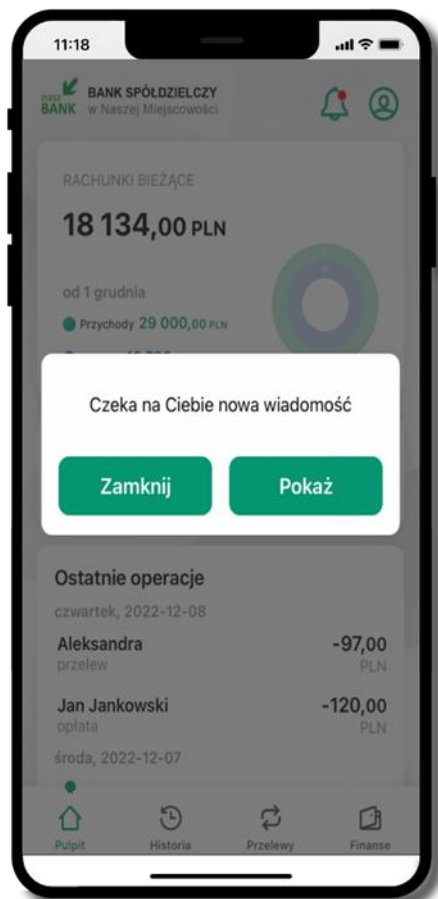 11:18
nasz
BANK
BANK SPÓŁDZIELCZY
w Naszej Miejscowości
RACHUNKI BIEŻĄCE
18 134,00 PLN
od 1 grudnia
Przychody 29 000,00 PLN
Czeka na Ciebie nowa wiadomość
Zamknij
Pokaż
Ostatnie operacje
czwartek, 2022-12-08
Aleksandra -97,00
przelew PLN
Jan Jankowski -120,00
opłata PLN
środa, 2022-12-07
Pulpit
Historia
Przelewy
Finanse